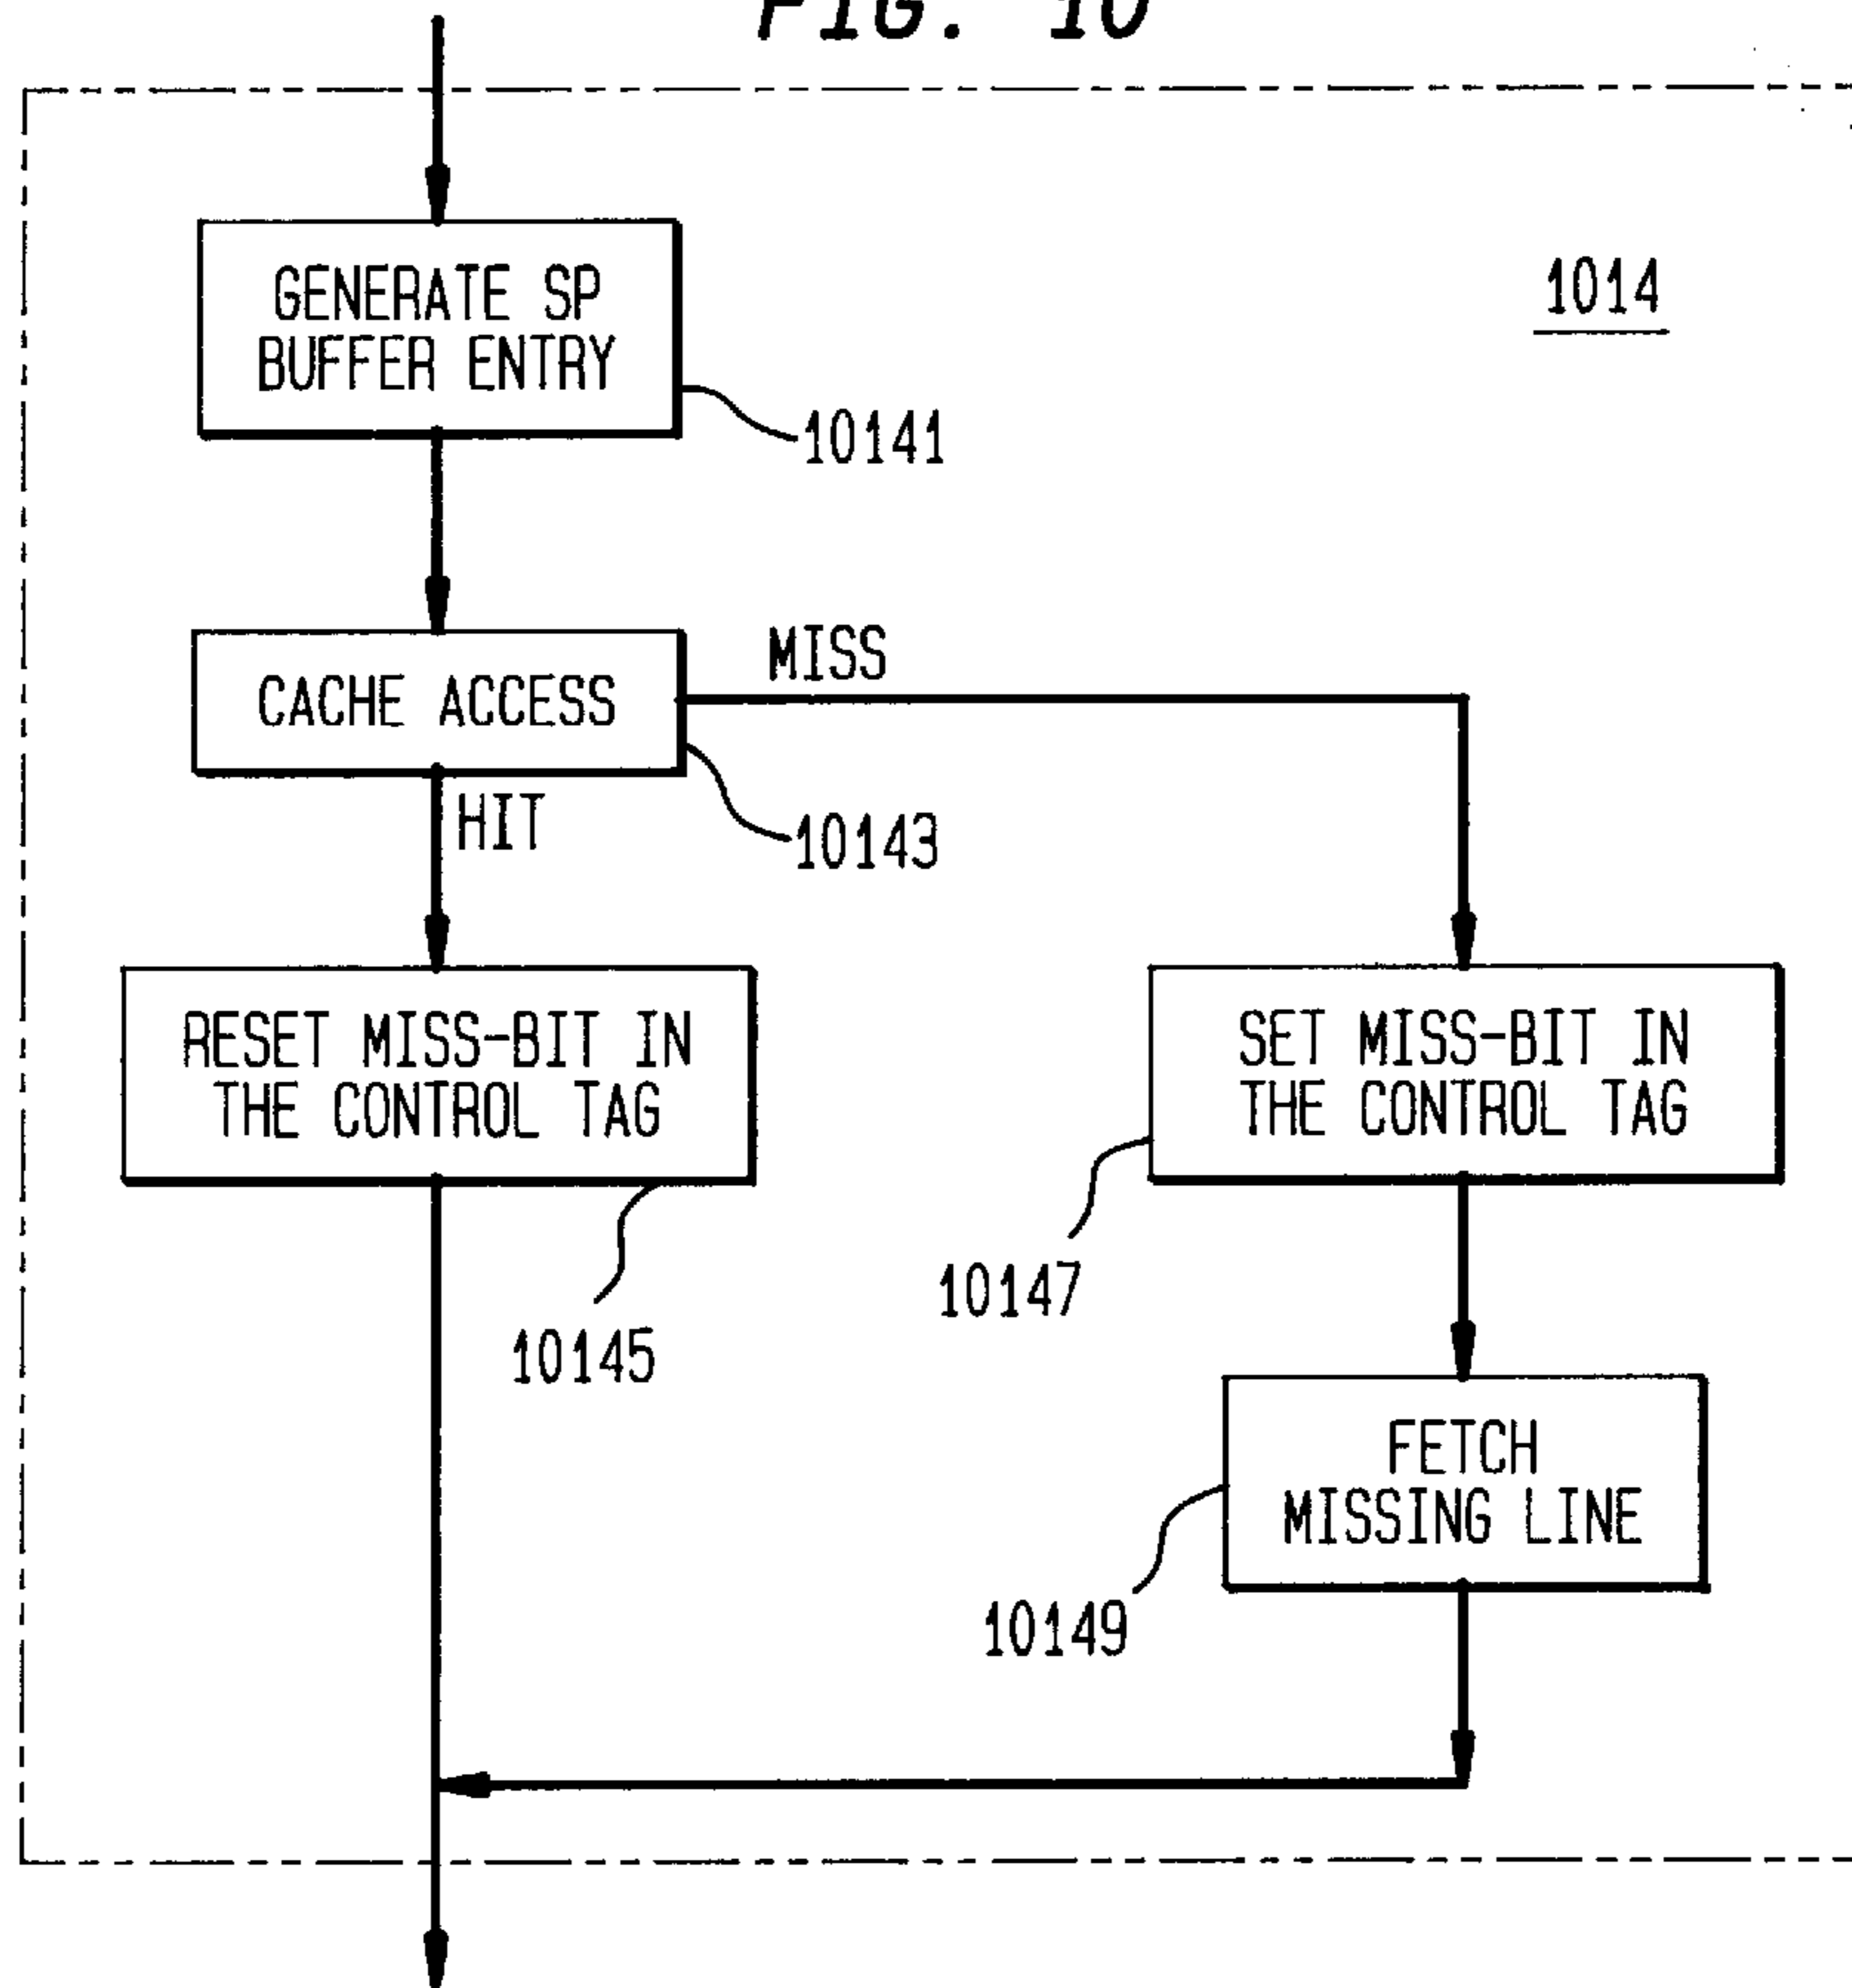 FIG. 10
1014
GENERATE SP
BUFFER ENTRY
10141
CACHE ACCESS
MISS
HIT
10143
RESET MISS-BIT IN
THE CONTROL TAG
SET MISS-BIT IN
THE CONTROL TAG
10147
10145
FETCH
MISSING LINE
10149